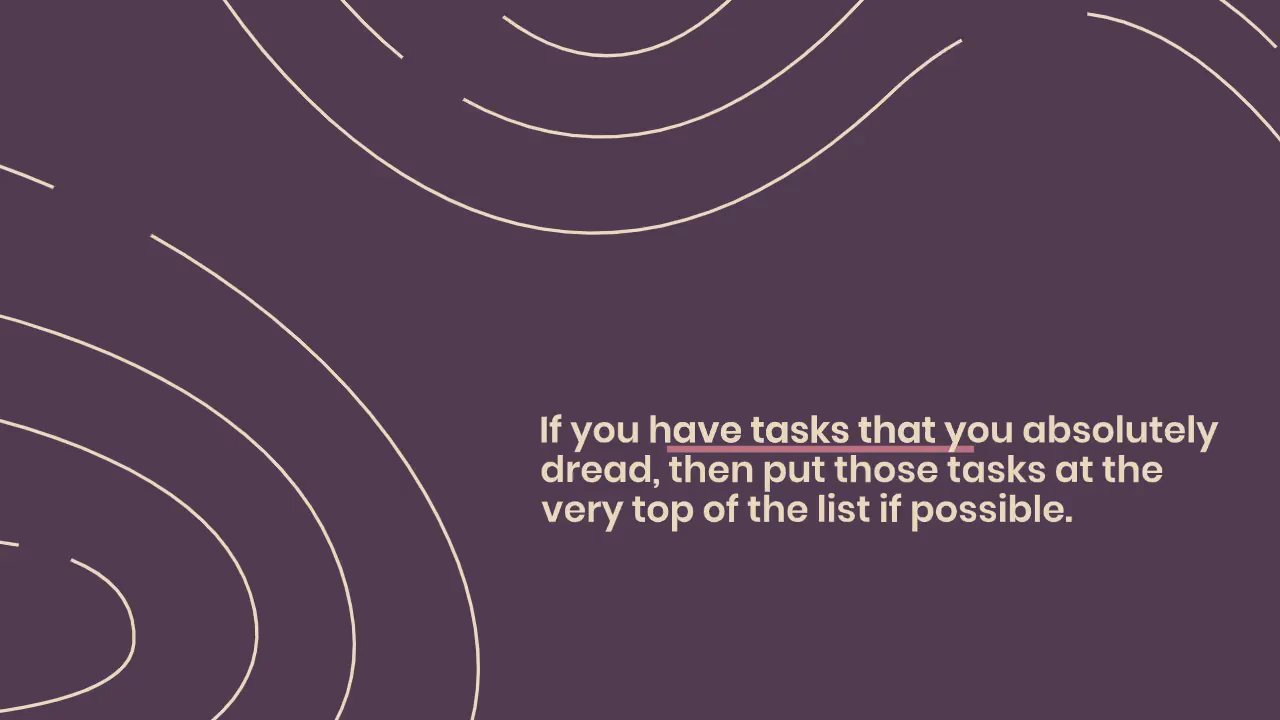 If you have tasks that you absolutely
dread, then put those tasks at the
very top of the list if possible.